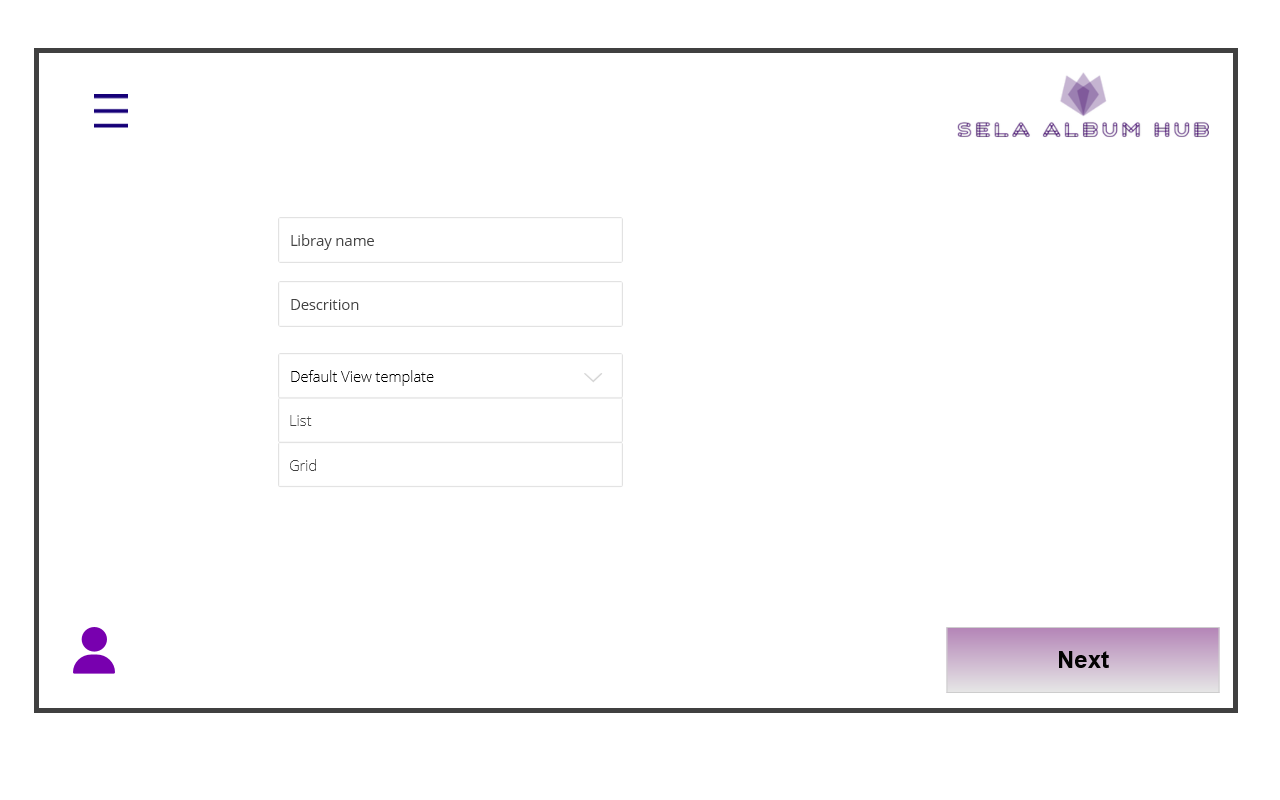 SELA ALBUM HUB
Libray name
Descrition
Default View template
List
Grid
Next